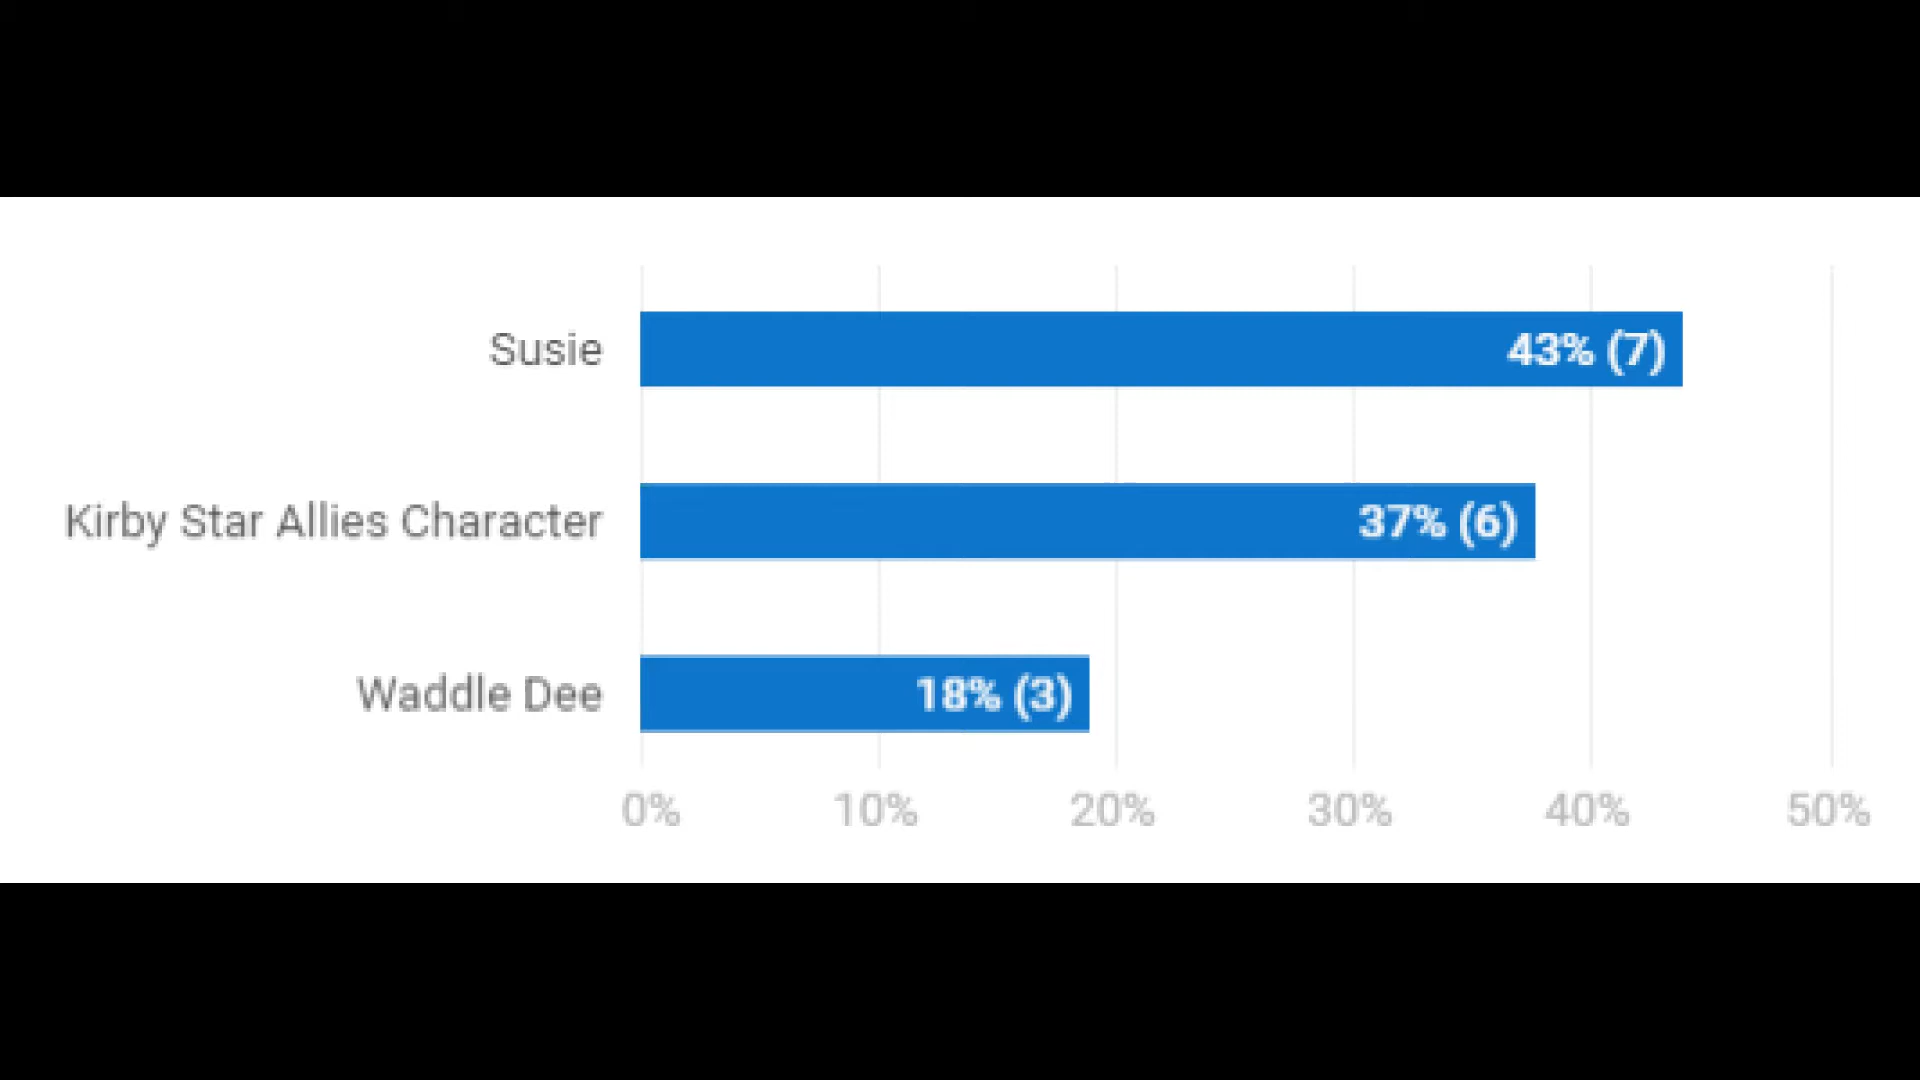 Susie
43% (7)
Kirby Star Allies Character
37% (6)
Waddle Dee
18% (3)
0% 10% 20% 30% 40% 50%